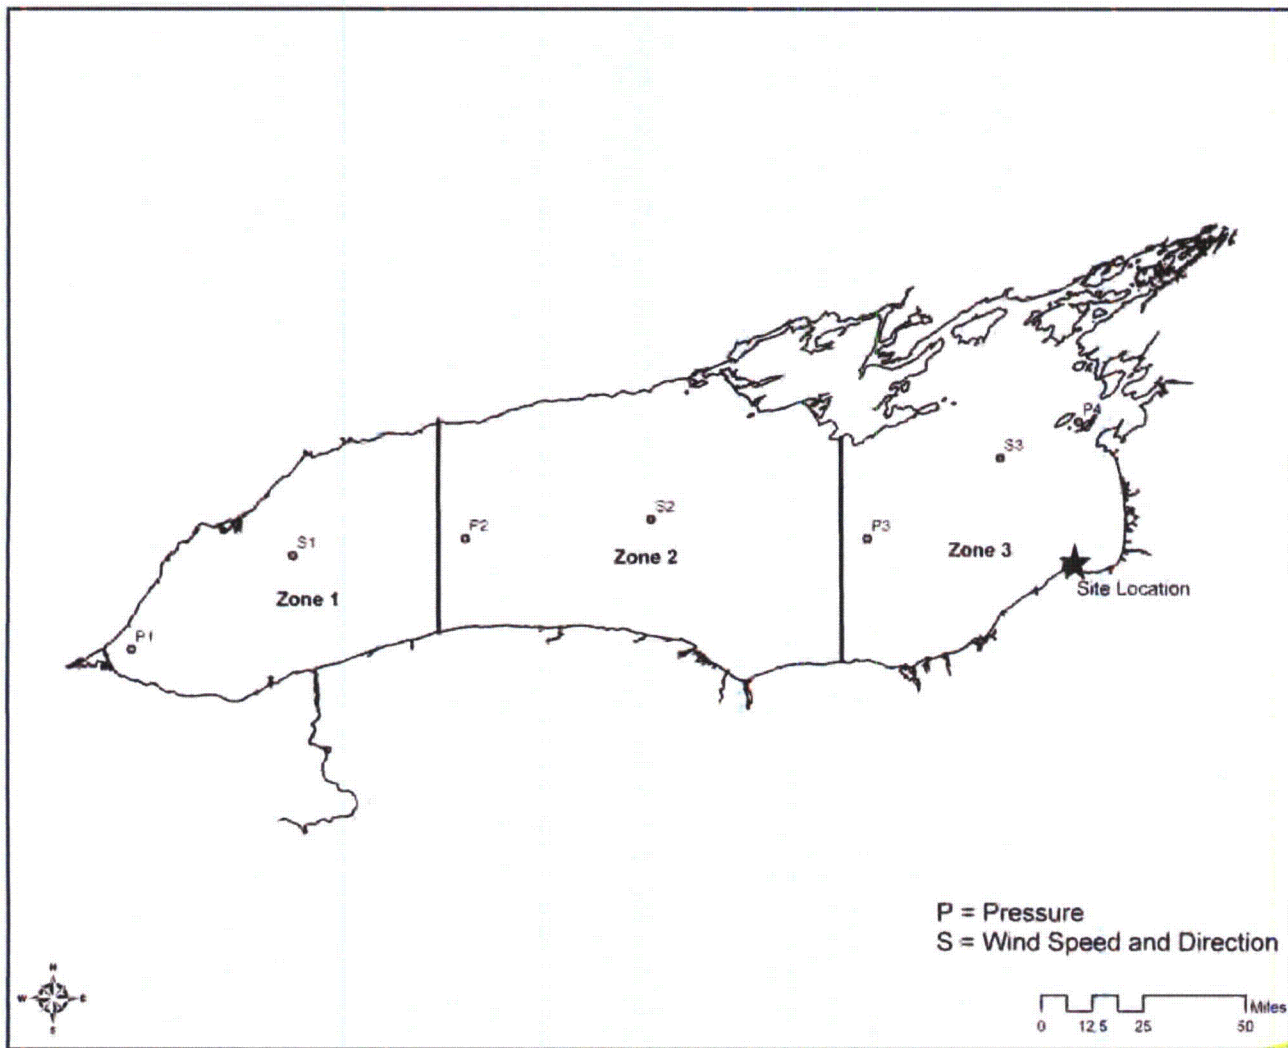 P4
S3
S2
P2
P3
S1
Zone 2
Zone 3
Site Location
Zone 1
P1
P = Pressure
S = Wind Speed and Direction
N
W E
S
Miles
0 12.5 25 50